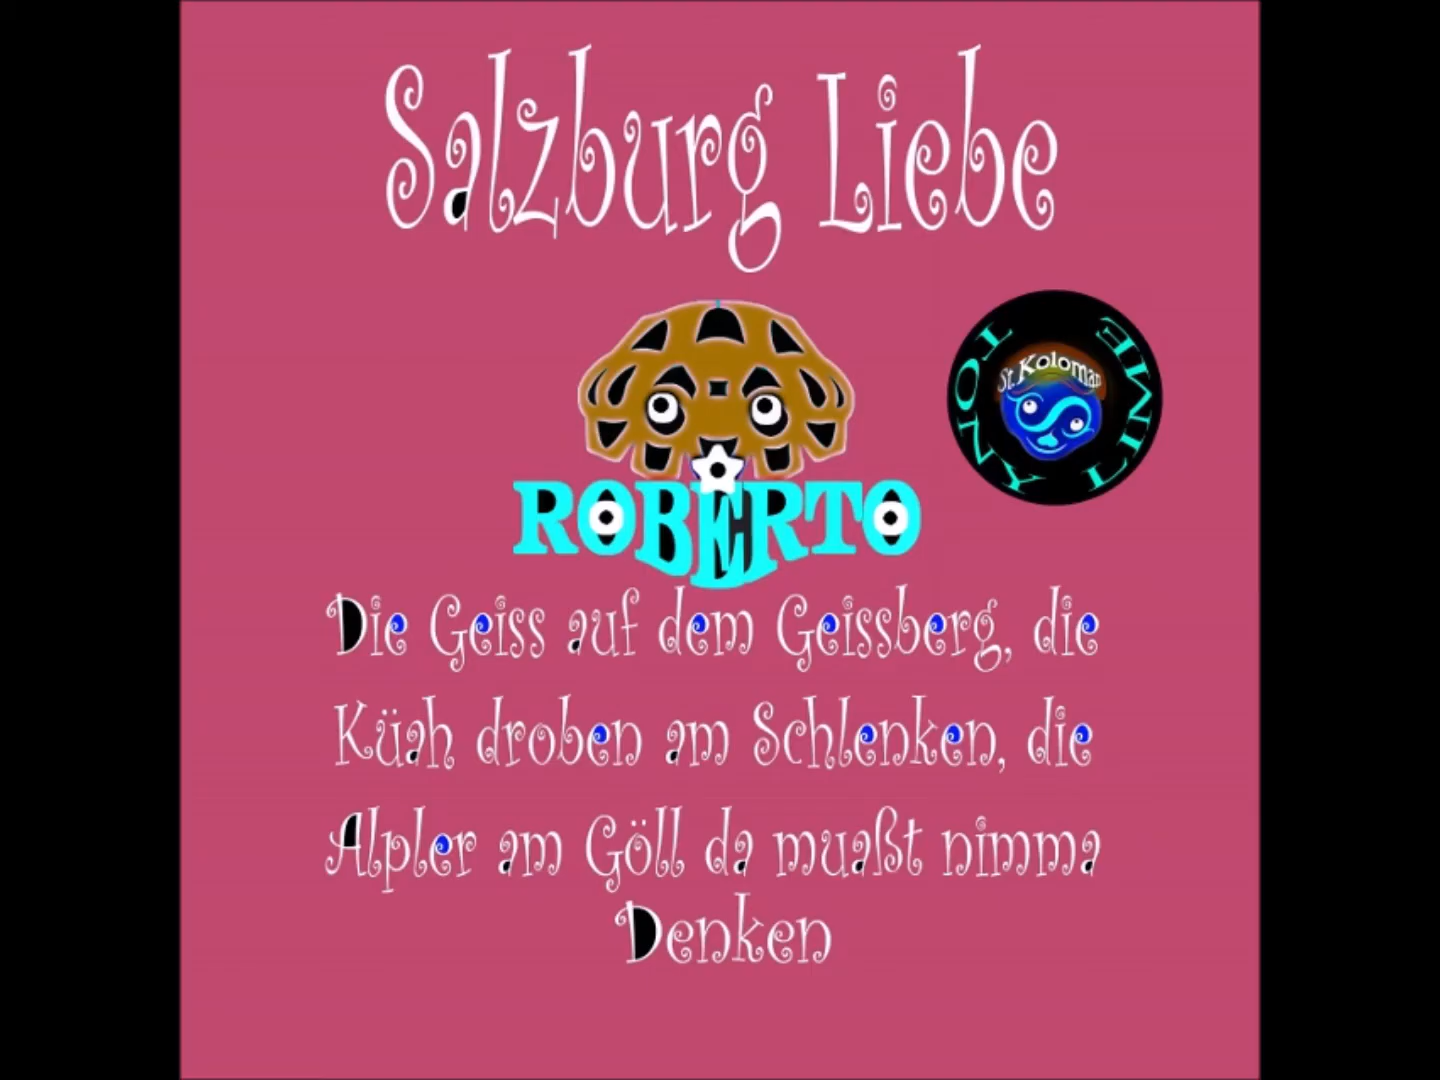 Salzburg Liebe
St. Koloman
TONY TIME
ROBERTO
Die Geiss auf dem Geissberg, die
Küah droben am Schlenken, die
Alpler am Göll da muaßt nimma
Denken